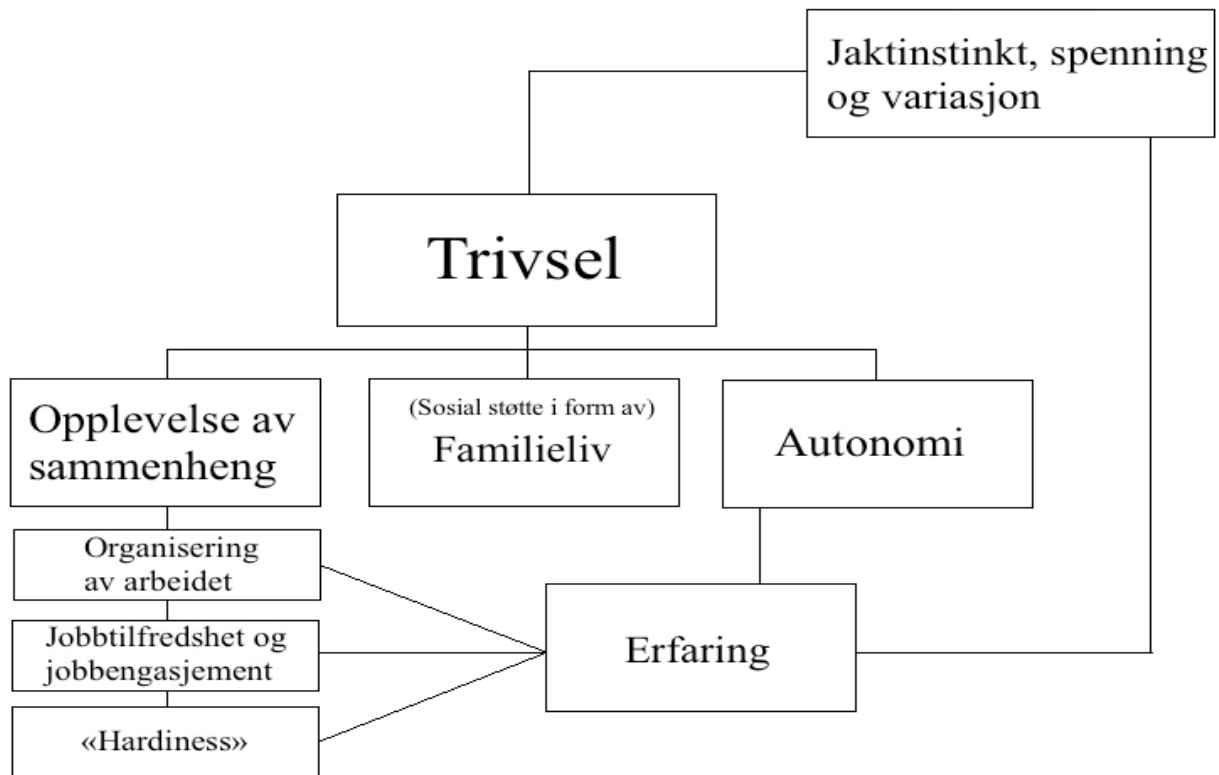 Jaktinstinkt, spenning
og variasjon
Trivsel
Opplevelse av
sammenheng
(Sosial støtte i form av)
Familieliv
Autonomi
Organisering
av arbeidet
Jobbtilfredshet og
jobbengasjement
«Hardiness»
Erfaring